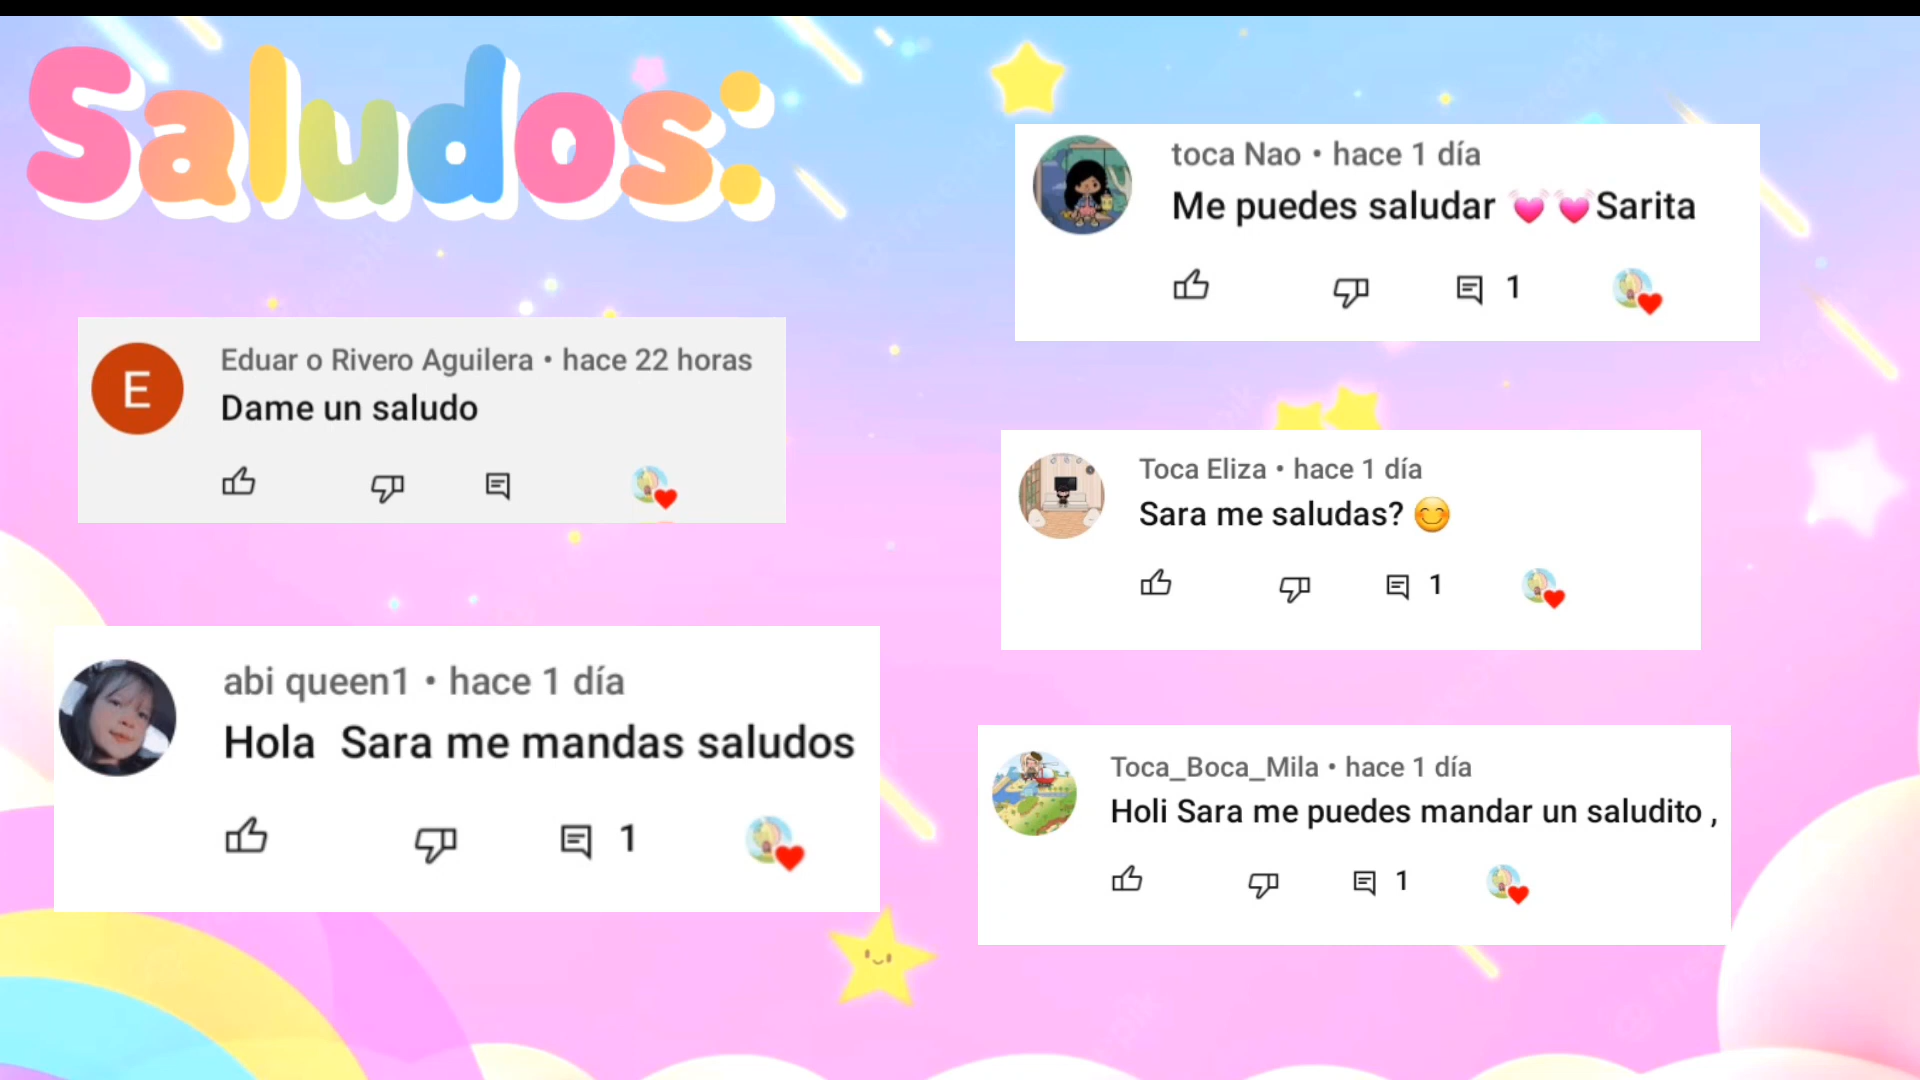 Saludos:
Eduar o Rivero Aguilera • hace 22 horas
Dame un saludo
E
abi queen1 • hace 1 día
Hola  Sara me mandas saludos
1
toca Nao • hace 1 día
Me puedes saludar 💓💓Sarita
1
Toca Eliza • hace 1 día
Sara me saludas? 😊
1
Toca_Boca_Mila • hace 1 día
Holi Sara me puedes mandar un saludito ,
1